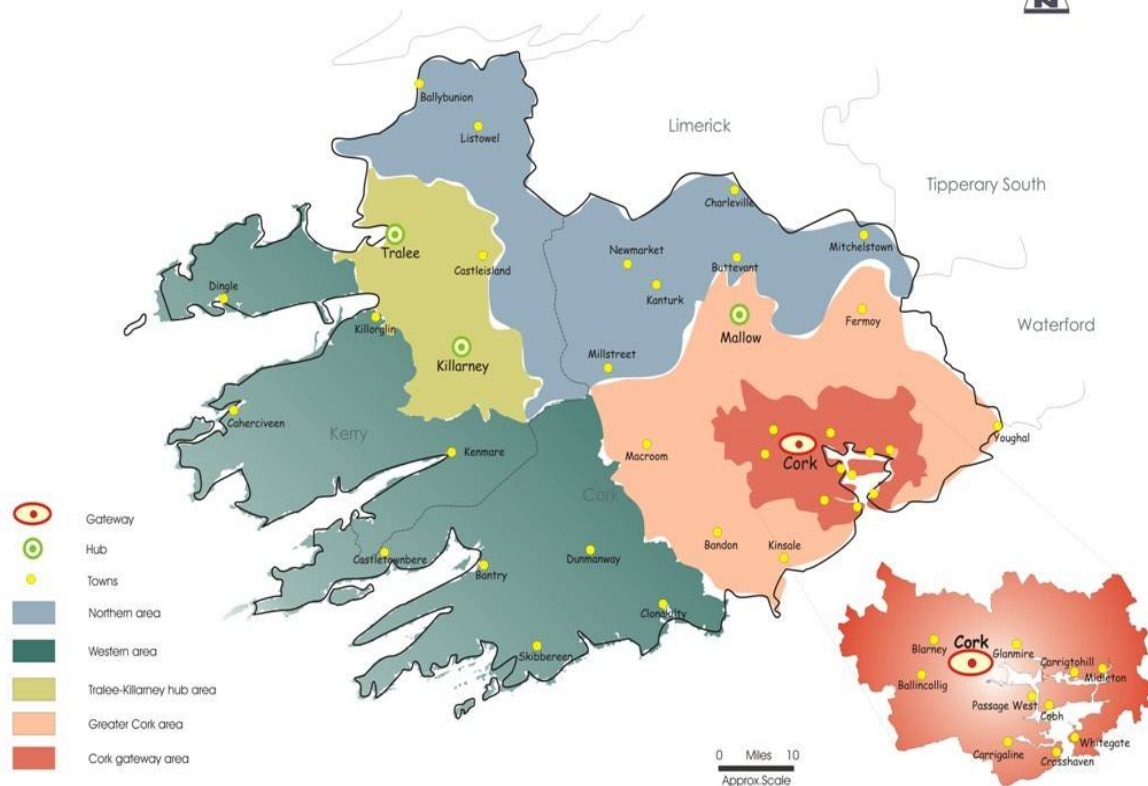 N
Ballybunion
Listowel
Limerick
Tipperary South
Charleville
Mitchelstown
Tralee
Castleisland
Newmarket
Buttevant
Kanturk
Dingle
Killorglin
Mallow
Fermoy
Waterford
Killarney
Millstreet
Caherciveen
Kerry
Kenmare
Macroom
Cork
Youghal
Cork
Bandon
Kinsale
Castletownbere
Bantry
Dunmanway
Clonakilty
Skibbereen
Gateway
Hub
Towns
Northern area
Western area
Tralee-Killarney hub area
Greater Cork area
Cork gateway area
0 Miles 10
Approx.Scale
Cork
Blarney
Glanmire
Carrigtohill
Midleton
Ballincollig
Passage West
Cobh
Whitegate
Carrigaline
Crosshaven